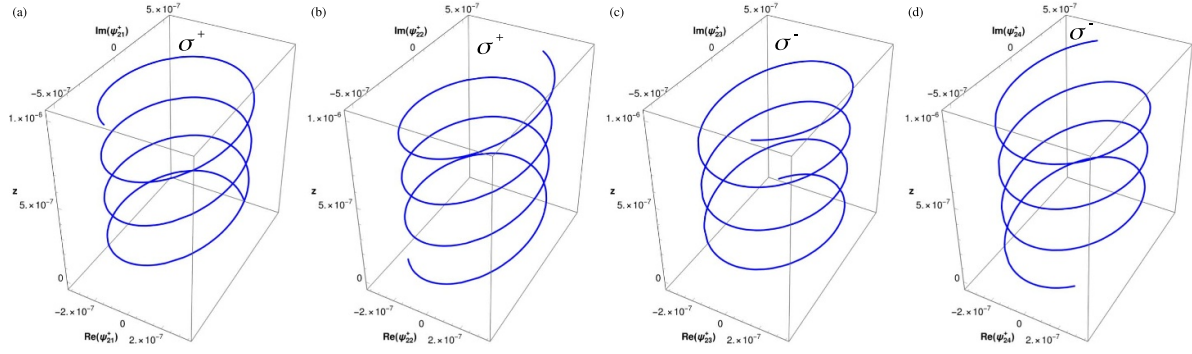 (a)
5.×10⁻⁷
Im(ψ⁺₂₁)
0
σ⁺
−5.×10⁻⁷
1.×10⁻⁶
z
5.×10⁻⁷
0
−2.×10⁻⁷
0
Re(ψ⁺₂₁)
2.×10⁻⁷
(b)
5.×10⁻⁷
Im(ψ⁺₂₂)
0
σ⁺
−5.×10⁻⁷
1.×10⁻⁶
z
5.×10⁻⁷
0
−2.×10⁻⁷
0
Re(ψ⁺₂₂)
2.×10⁻⁷
(c)
5.×10⁻⁷
Im(ψ⁺₂₃)
0
σ⁻
−5.×10⁻⁷
1.×10⁻⁶
z
5.×10⁻⁷
0
−2.×10⁻⁷
0
Re(ψ⁺₂₃)
2.×10⁻⁷
(d)
5.×10⁻⁷
Im(ψ⁺₂₄)
0
σ⁻
−5.×10⁻⁷
1.×10⁻⁶
z
5.×10⁻⁷
0
−2.×10⁻⁷
0
Re(ψ⁺₂₄)
2.×10⁻⁷